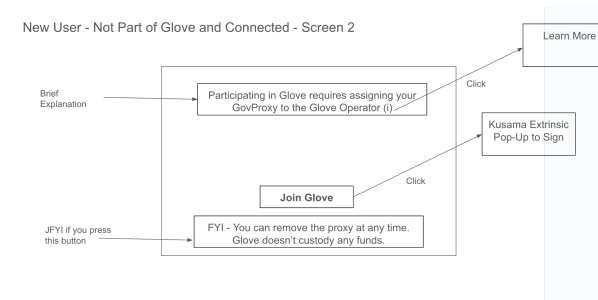 New User - Not Part of Glove and Connected - Screen 2
Learn More
Brief
Explanation
Participating in Glove requires assigning your
GovProxy to the Glove Operator (i)
Click
Kusama Extrinsic
Pop-Up to Sign
Click
Join Glove
JFYI if you press
this button
FYI - You can remove the proxy at any time.
Glove doesn't custody any funds.